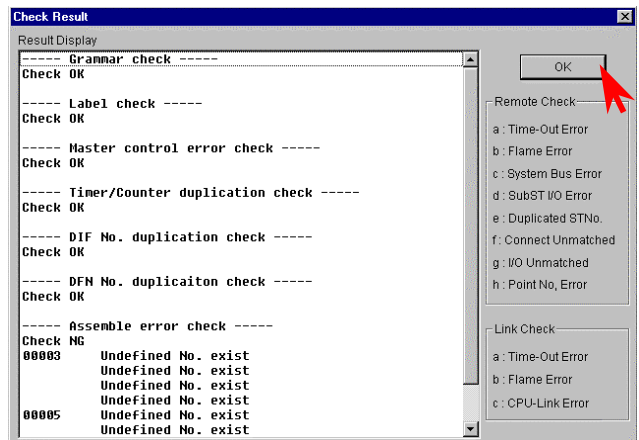 Check Result
Result Display
----- Grammar check -----
Check OK
----- Label check -----
Check OK
----- Master control error check -----
Check OK
----- Timer/Counter duplication check -----
Check OK
----- DIF No. duplication check -----
Check OK
----- DFN No. duplicaiton check -----
Check OK
----- Assemble error check -----
Check NG
00003 Undefined No. exist
Undefined No. exist
Undefined No. exist
Undefined No. exist
00005 Undefined No. exist
Undefined No. exist
OK
Remote Check
a : Time-Out Error
b : Flame Error
c : System Bus Error
d : SubST I/O Error
e : Duplicated STNo.
f : Connect Unmatched
g : I/O Unmatched
h : Point No, Error
Link Check
a : Time-Out Error
b : Flame Error
c : CPU-Link Error